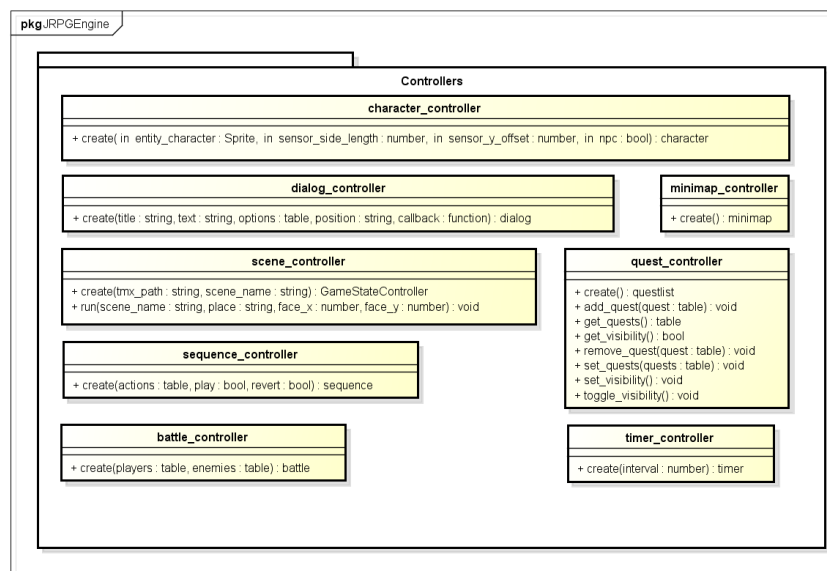 pkg JRPGEngine
Controllers
character_controller
+ create( in entity_character : Sprite, in sensor_side_length : number, in sensor_y_offset : number, in npc : bool) : character
dialog_controller
+ create(title : string, text : string, options : table, position : string, callback : function) : dialog
minimap_controller
+ create() : minimap
scene_controller
+ create(tmx_path : string, scene_name : string) : GameStateController
+ run(scene_name : string, place : string, face_x : number, face_y : number) : void
quest_controller
+ create() : questlist
+ add_quest(quest : table) : void
+ get_quests() : table
+ get_visibility() : bool
+ remove_quest(quest : table) : void
+ set_quests(quests : table) : void
+ set_visibility() : void
+ toggle_visibility() : void
sequence_controller
+ create(actions : table, play : bool, revert : bool) : sequence
battle_controller
+ create(players : table, enemies : table) : battle
timer_controller
+ create(interval : number) : timer